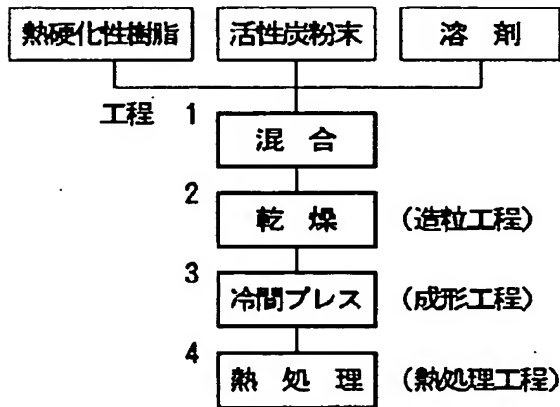 熱硬化性樹脂 活性炭粉末 溶剤
工程 1
混合
2
乾燥 (造粒工程)
3
冷間プレス (成形工程)
4
熱処理 (熱処理工程)